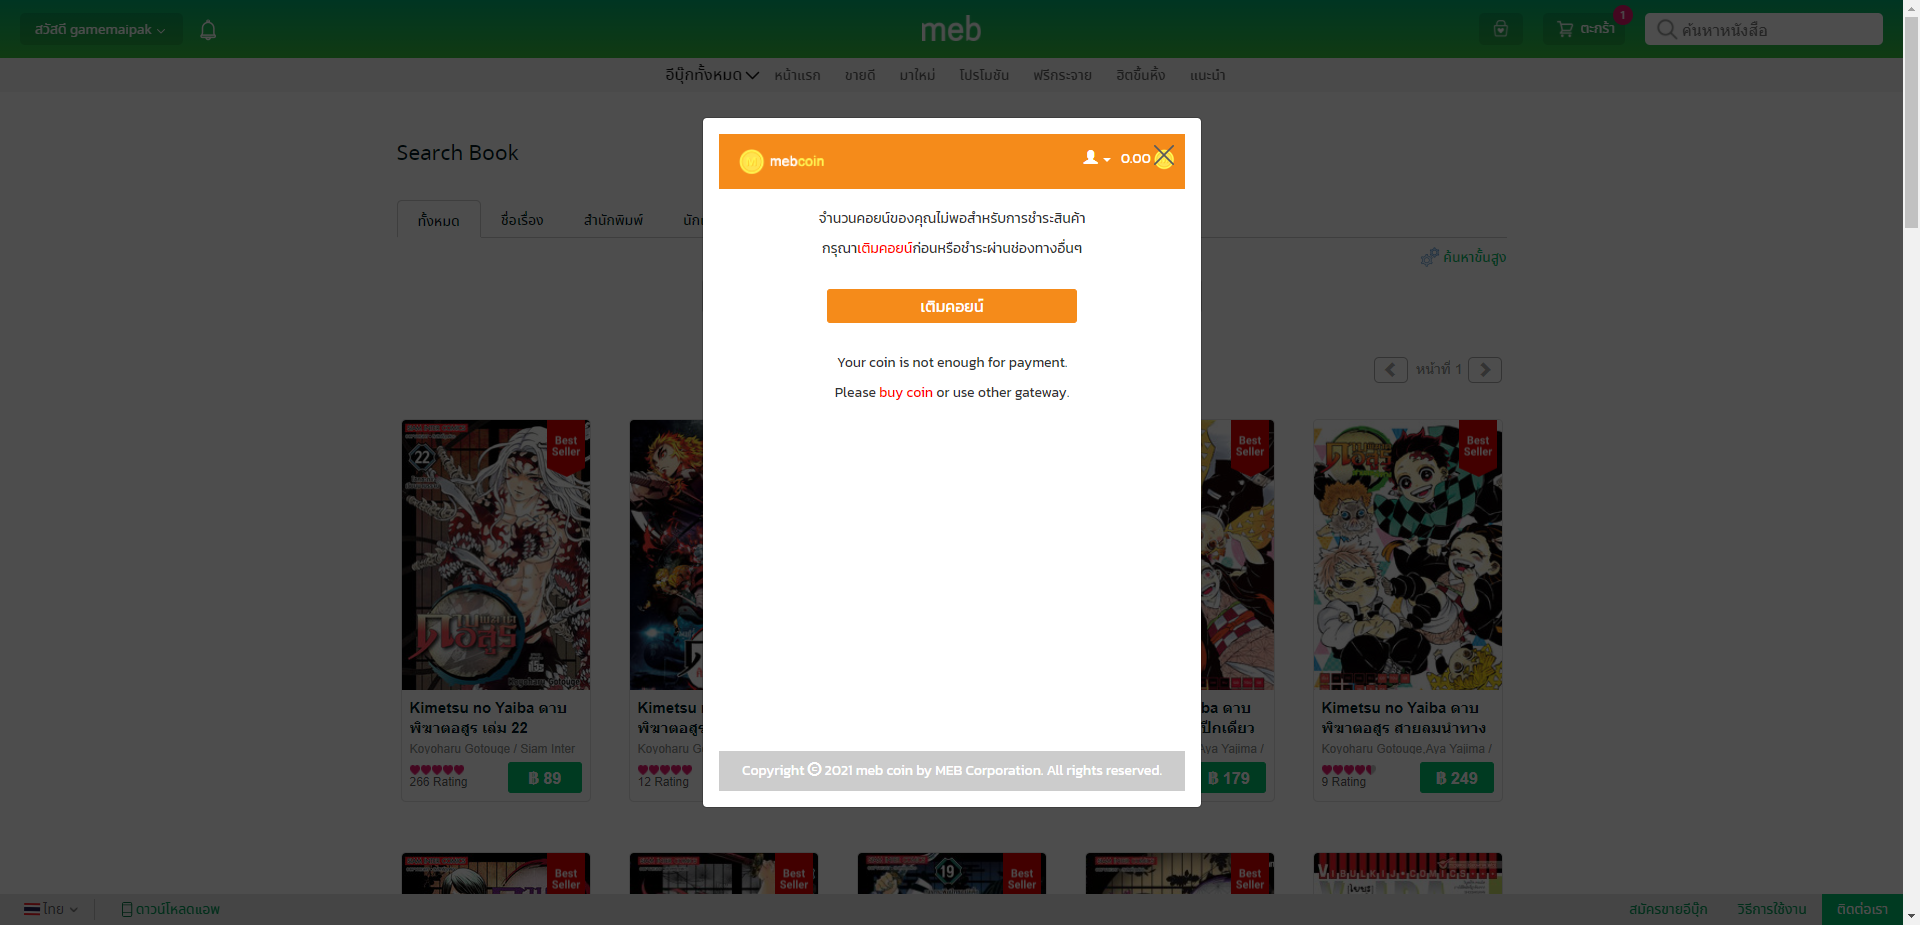 สวัสดี gamemaipak
meb
1
ตะกร้า
ค้นหาหนังสือ
อีบุ๊กทั้งหมด หน้าแรก ขายดี มาใหม่ โปรโมชัน ฟรีกระจาย ฮิตขึ้นหิ้ง แนะนำ
Search Book
mebcoin
0.00
ทั้งหมด ชื่อเรื่อง สำนักพิมพ์
จำนวนคอยน์ของคุณไม่พอสำหรับการชำระสินค้า
กรุณาเติมคอยน์ก่อนหรือชำระผ่านช่องทางอื่นๆ
ค้นหาขั้นสูง
เติมคอยน์
Your coin is not enough for payment.
Please buy coin or use other gateway.
หน้าที่ 1
Best Seller
22
Best Seller
Best Seller
Kimetsu no Yaiba ดาบ
พิฆาตอสูร เล่ม 22
Koyoharu Gotouge / Siam Inter
266 Rating
฿ 89
Kimetsu
พิฆาตอสูร
Koyoharu
12 Rating
ba ดาบ
ปีกเดียว
Aya Yajima /
฿ 179
Kimetsu no Yaiba ดาบ
พิฆาตอสูร สายลมนำทาง
Koyoharu Gotouge,Aya Yajima /
9 Rating
฿ 249
Copyright © 2021 meb coin by MEB Corporation. All rights reserved.
Best Seller
Best Seller
19
Best Seller
Best Seller
VIBULKIJ-COMICS
ไทย
ดาวน์โหลดแอพ
สมัครขายอีบุ๊ก
วิธีการใช้งาน
ติดต่อเรา